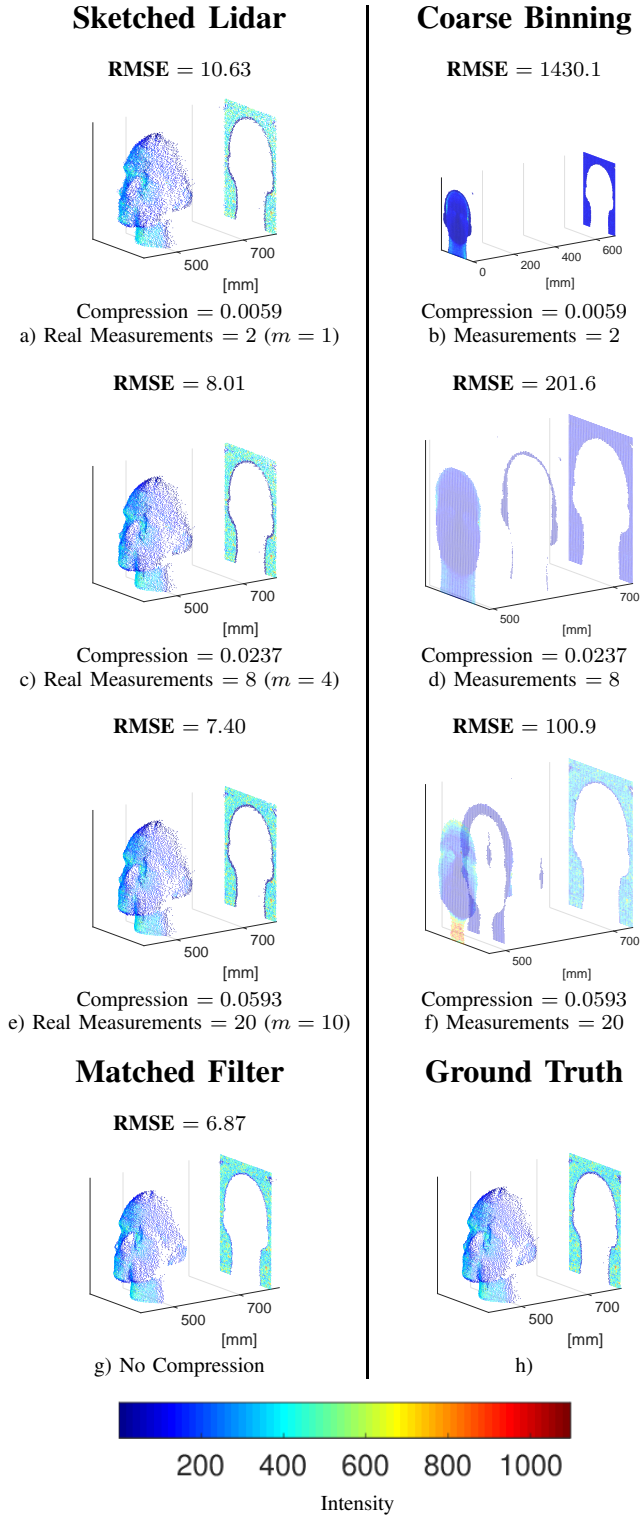 Sketched Lidar
Coarse Binning
RMSE = 10.63
RMSE = 1430.1
500
700
[mm]
0
200
400
600
[mm]
Compression = 0.0059
a) Real Measurements = 2 (m = 1)
Compression = 0.0059
b) Measurements = 2
RMSE = 8.01
RMSE = 201.6
500
700
[mm]
500
700
[mm]
Compression = 0.0237
c) Real Measurements = 8 (m = 4)
Compression = 0.0237
d) Measurements = 8
RMSE = 7.40
RMSE = 100.9
500
700
[mm]
500
700
[mm]
Compression = 0.0593
e) Real Measurements = 20 (m = 10)
Compression = 0.0593
f) Measurements = 20
Matched Filter
Ground Truth
RMSE = 6.87
500
700
[mm]
500
700
[mm]
g) No Compression
h)
200 400 600 800 1000
Intensity